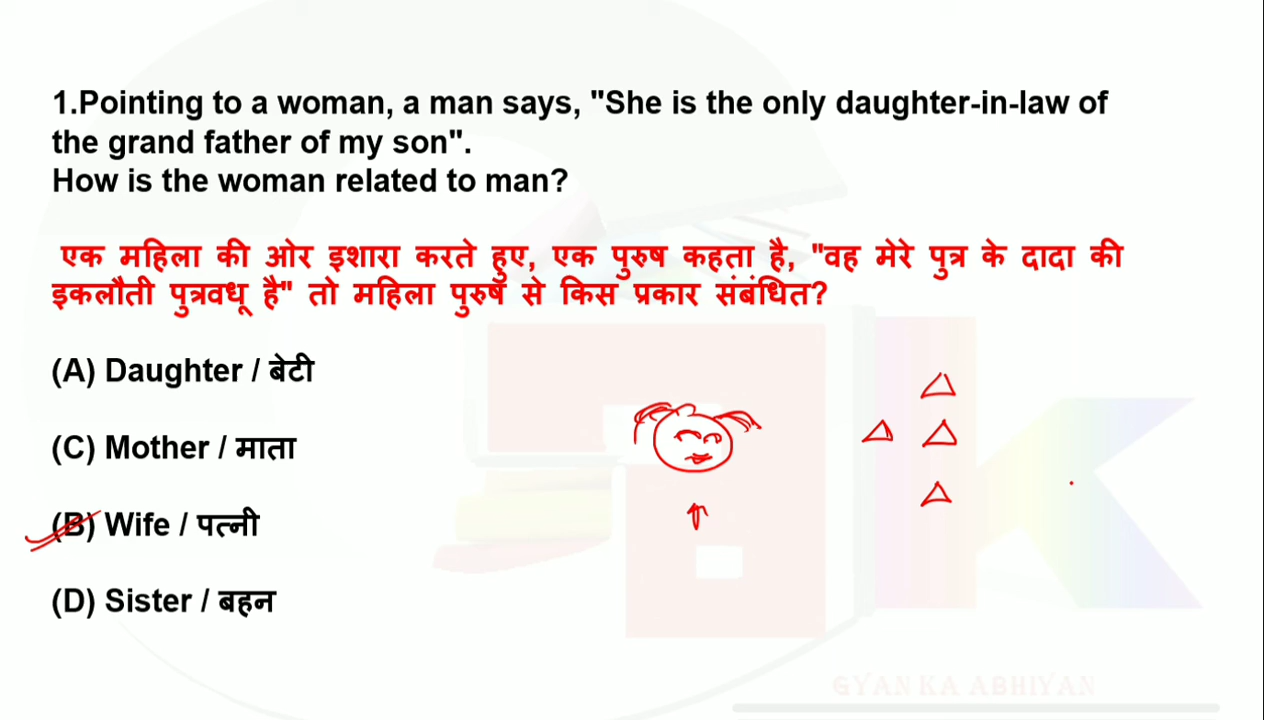 1.Pointing to a woman, a man says, "She is the only daughter-in-law of
the grand father of my son".
How is the woman related to man?
एक महिला की ओर इशारा करते हुए, एक पुरुष कहता है, "वह मेरे पुत्र के दादा की
इकलौती पुत्रवधू है" तो महिला पुरुष से किस प्रकार संबंधित?
(A) Daughter / बेटी
(C) Mother / माता
(B) Wife / पत्नी
(D) Sister / बहन
GYAN KA ABHIYAN